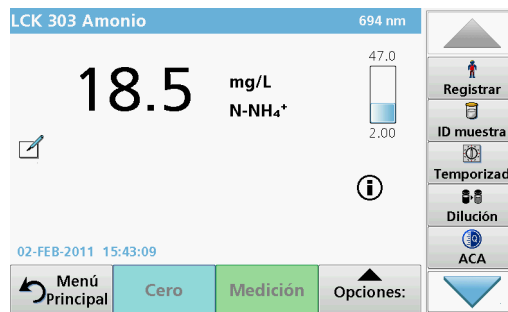 LCK 303 Amonio 694 nm
47.0
18.5 mg/L
N-NH₄⁺
2.00
02-FEB-2011 15:43:09
Menú
Principal
Cero
Medición
Opciones:
Registrar
ID muestra
Temporizad
Dilución
ACA